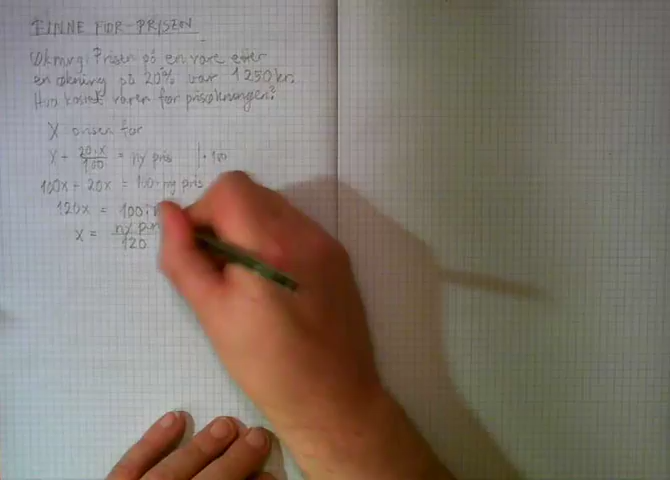 FINNE FØR-PRISEN
Økning: Prisen på en vare etter
en økning på 20% var 1250 kr.
Hva kostet varen før prisøkningen?
X prisen før
X + 20·X/100 = ny pris | · 100
100X + 20X = 100 · ny pris
120X = 100 ·
X = ny pris
120